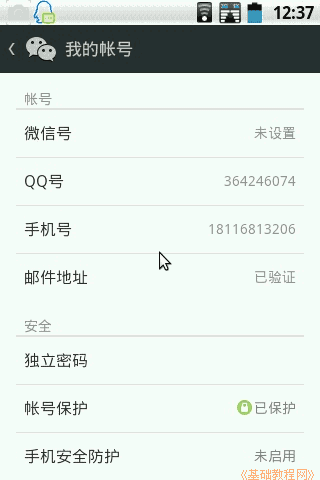 12:37
我的帐号
帐号
微信号 未设置
QQ号 364246074
手机号 18116813206
邮件地址 已验证
安全
独立密码
帐号保护 已保护
手机安全防护 未启用
《基础教程网》